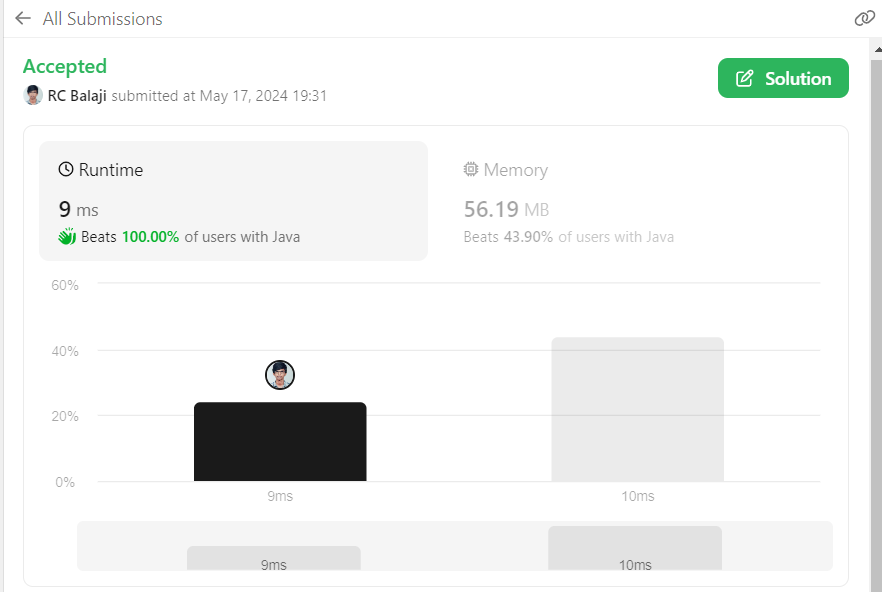 All Submissions
Accepted
RC Balaji submitted at May 17, 2024 19:31
Solution
Runtime
9 ms
Beats 100.00% of users with Java
Memory
56.19 MB
Beats 43.90% of users with Java
60%
40%
20%
0%
9ms
10ms
9ms
10ms